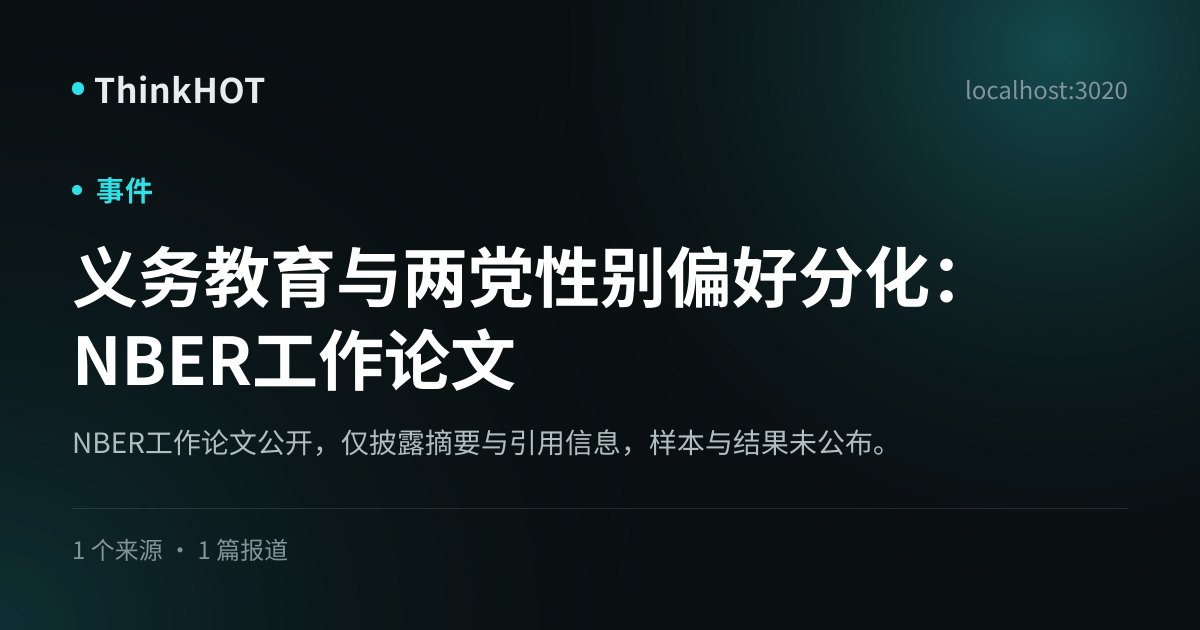 ThinkHOT
localhost:3020
事件
义务教育与两党性别偏好分化：
NBER工作论文
NBER工作论文公开，仅披露摘要与引用信息，样本与结果未公布。
1 个来源 · 1 篇报道